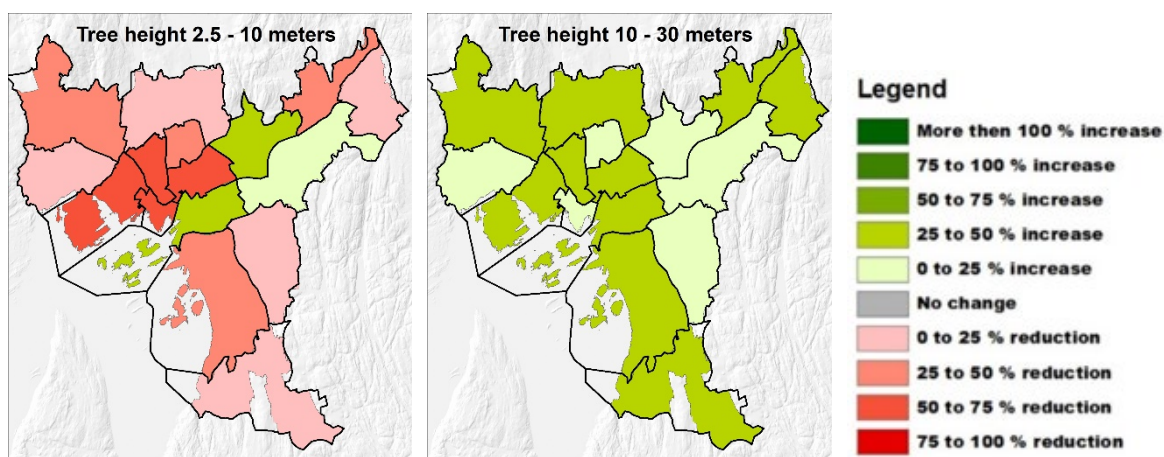 Tree height 2.5 - 10 meters
Tree height 10 - 30 meters
Legend
More then 100 % increase
75 to 100 % increase
50 to 75 % increase
25 to 50 % increase
0 to 25 % increase
No change
0 to 25 % reduction
25 to 50 % reduction
50 to 75 % reduction
75 to 100 % reduction